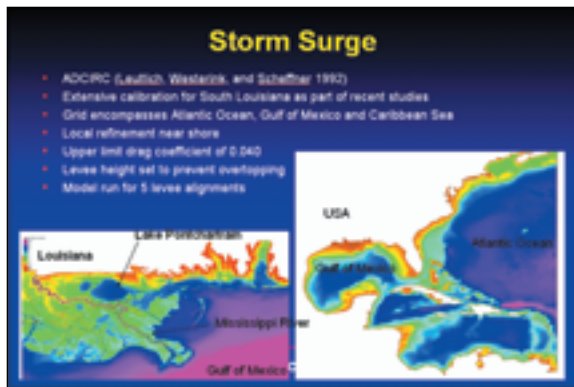 Storm Surge
ADCIRC (Leuttich, Westerink, and Scheffner 1992)
Extensive calibration for South Louisiana as part of recent studies
Grid encompasses Atlantic Ocean, Gulf of Mexico and Caribbean Sea
Local refinement near shore
Upper limit drag coefficient of 0.040
Levee height set to prevent overtopping
Model run for 5 levee alignments
USA
Atlantic Ocean
Gulf of Mexico
Lake Pontchartrain
Louisiana
Mississippi River
Gulf of Mexico